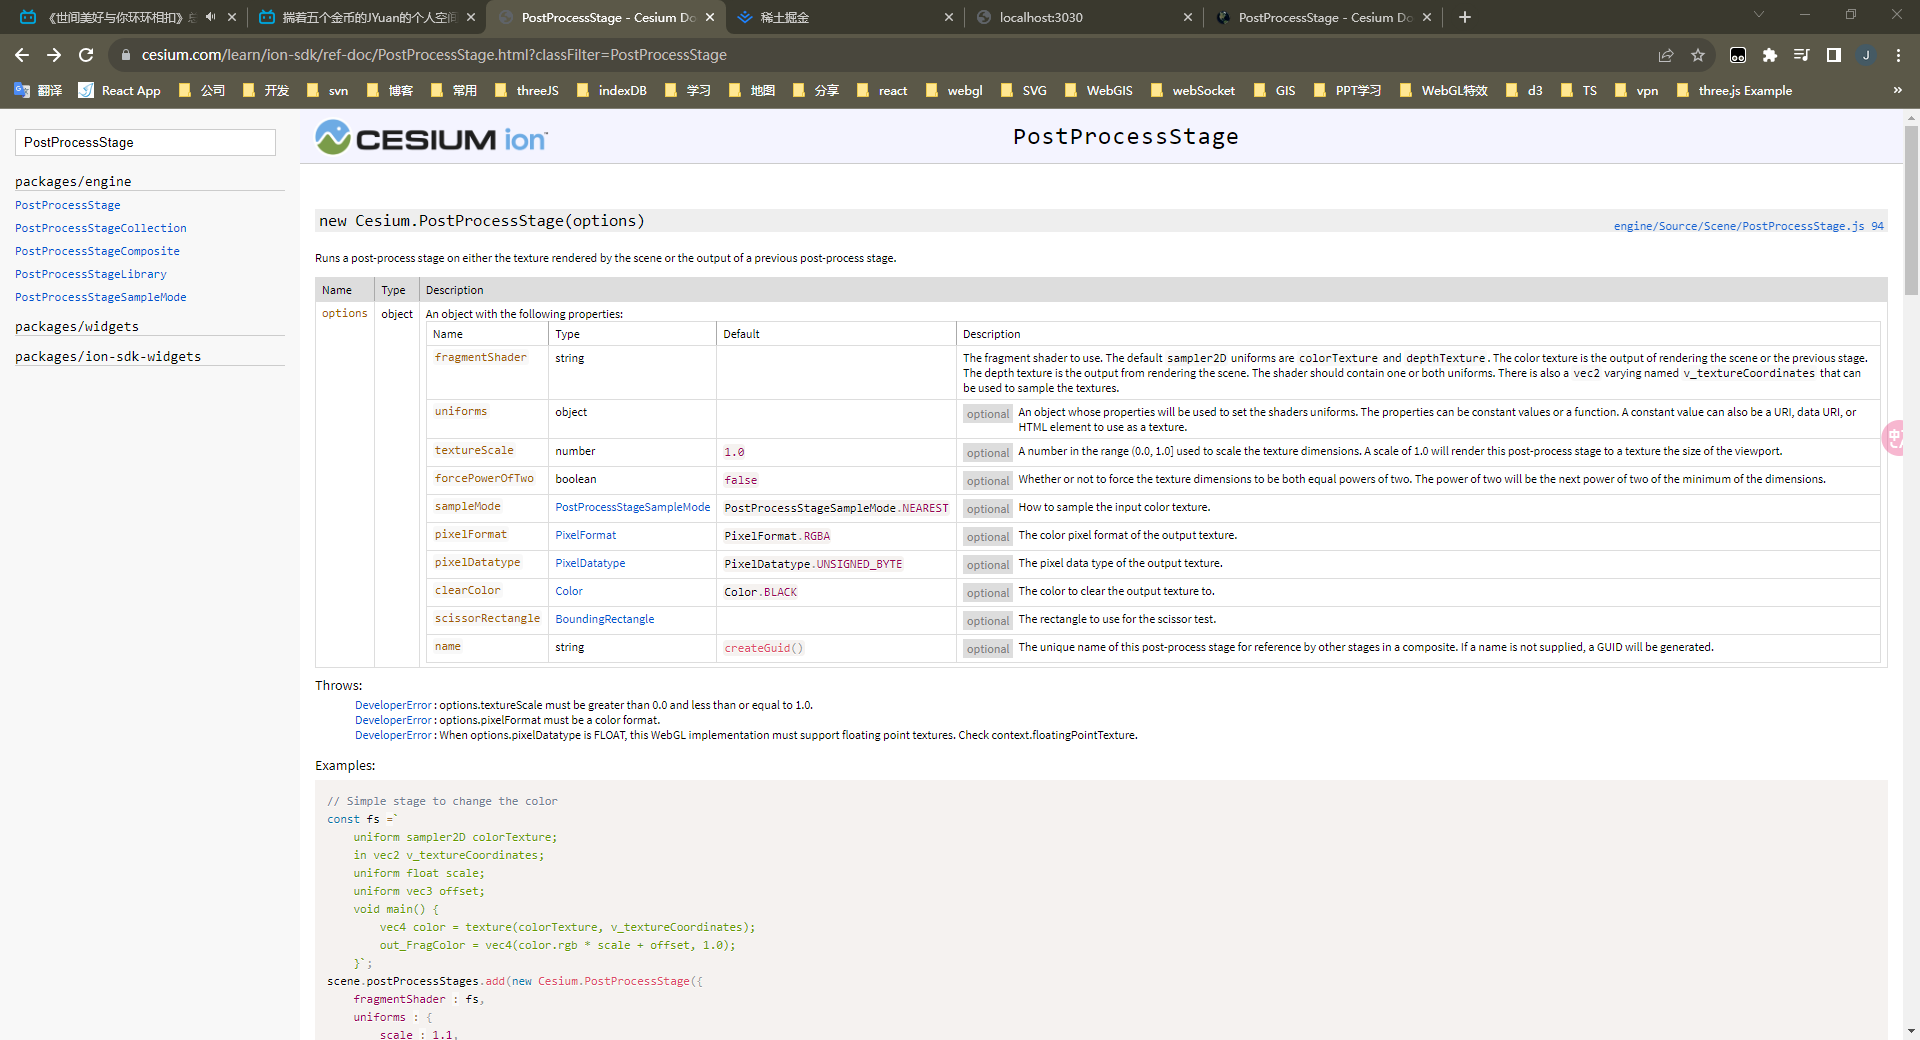 《世间美好与你环环相扣》总
揣着五个金币的JYuan的个人空间
PostProcessStage - Cesium Do
稀土掘金
localhost:3030
PostProcessStage - Cesium Do
cesium.com/learn/ion-sdk/ref-doc/PostProcessStage.html?classFilter=PostProcessStage
J
翻译 React App 公司 开发 svn 博客 常用 threeJS indexDB 学习 地图 分享 react webgl SVG WebGIS webSocket GIS PPT学习 WebGL特效 d3 TS vpn three.js Example »
PostProcessStage
packages/engine
PostProcessStage
PostProcessStageCollection
PostProcessStageComposite
PostProcessStageLibrary
PostProcessStageSampleMode
packages/widgets
packages/ion-sdk-widgets
CESIUM ion
PostProcessStage
new Cesium.PostProcessStage(options)
engine/Source/Scene/PostProcessStage.js 94
Runs a post-process stage on either the texture rendered by the scene or the output of a previous post-process stage.
Name Type Description
options object An object with the following properties:
Name Type Default Description
fragmentShader string The fragment shader to use. The default sampler2D uniforms are colorTexture and depthTexture. The color texture is the output of rendering the scene or the previous stage.
The depth texture is the output from rendering the scene. The shader should contain one or both uniforms. There is also a vec2 varying named v_textureCoordinates that can
be used to sample the textures.
uniforms object optional An object whose properties will be used to set the shaders uniforms. The properties can be constant values or a function. A constant value can also be a URI, data URI, or
HTML element to use as a texture.
textureScale number 1.0 optional A number in the range (0.0, 1.0] used to scale the texture dimensions. A scale of 1.0 will render this post-process stage to a texture the size of the viewport.
forcePowerOfTwo boolean false optional Whether or not to force the texture dimensions to be both equal powers of two. The power of two will be the next power of two of the minimum of the dimensions.
sampleMode PostProcessStageSampleMode PostProcessStageSampleMode.NEAREST optional How to sample the input color texture.
pixelFormat PixelFormat PixelFormat.RGBA optional The color pixel format of the output texture.
pixelDatatype PixelDatatype PixelDatatype.UNSIGNED_BYTE optional The pixel data type of the output texture.
clearColor Color Color.BLACK optional The color to clear the output texture to.
scissorRectangle BoundingRectangle optional The rectangle to use for the scissor test.
name string createGuid() optional The unique name of this post-process stage for reference by other stages in a composite. If a name is not supplied, a GUID will be generated.
Throws:
DeveloperError : options.textureScale must be greater than 0.0 and less than or equal to 1.0.
DeveloperError : options.pixelFormat must be a color format.
DeveloperError : When options.pixelDatatype is FLOAT, this WebGL implementation must support floating point textures. Check context.floatingPointTexture.
Examples:
// Simple stage to change the color
const fs =`
uniform sampler2D colorTexture;
in vec2 v_textureCoordinates;
uniform float scale;
uniform vec3 offset;
void main() {
vec4 color = texture(colorTexture, v_textureCoordinates);
out_FragColor = vec4(color.rgb * scale + offset, 1.0);
}`;
scene.postProcessStages.add(new Cesium.PostProcessStage({
fragmentShader : fs,
uniforms : {
scale : 1.1,